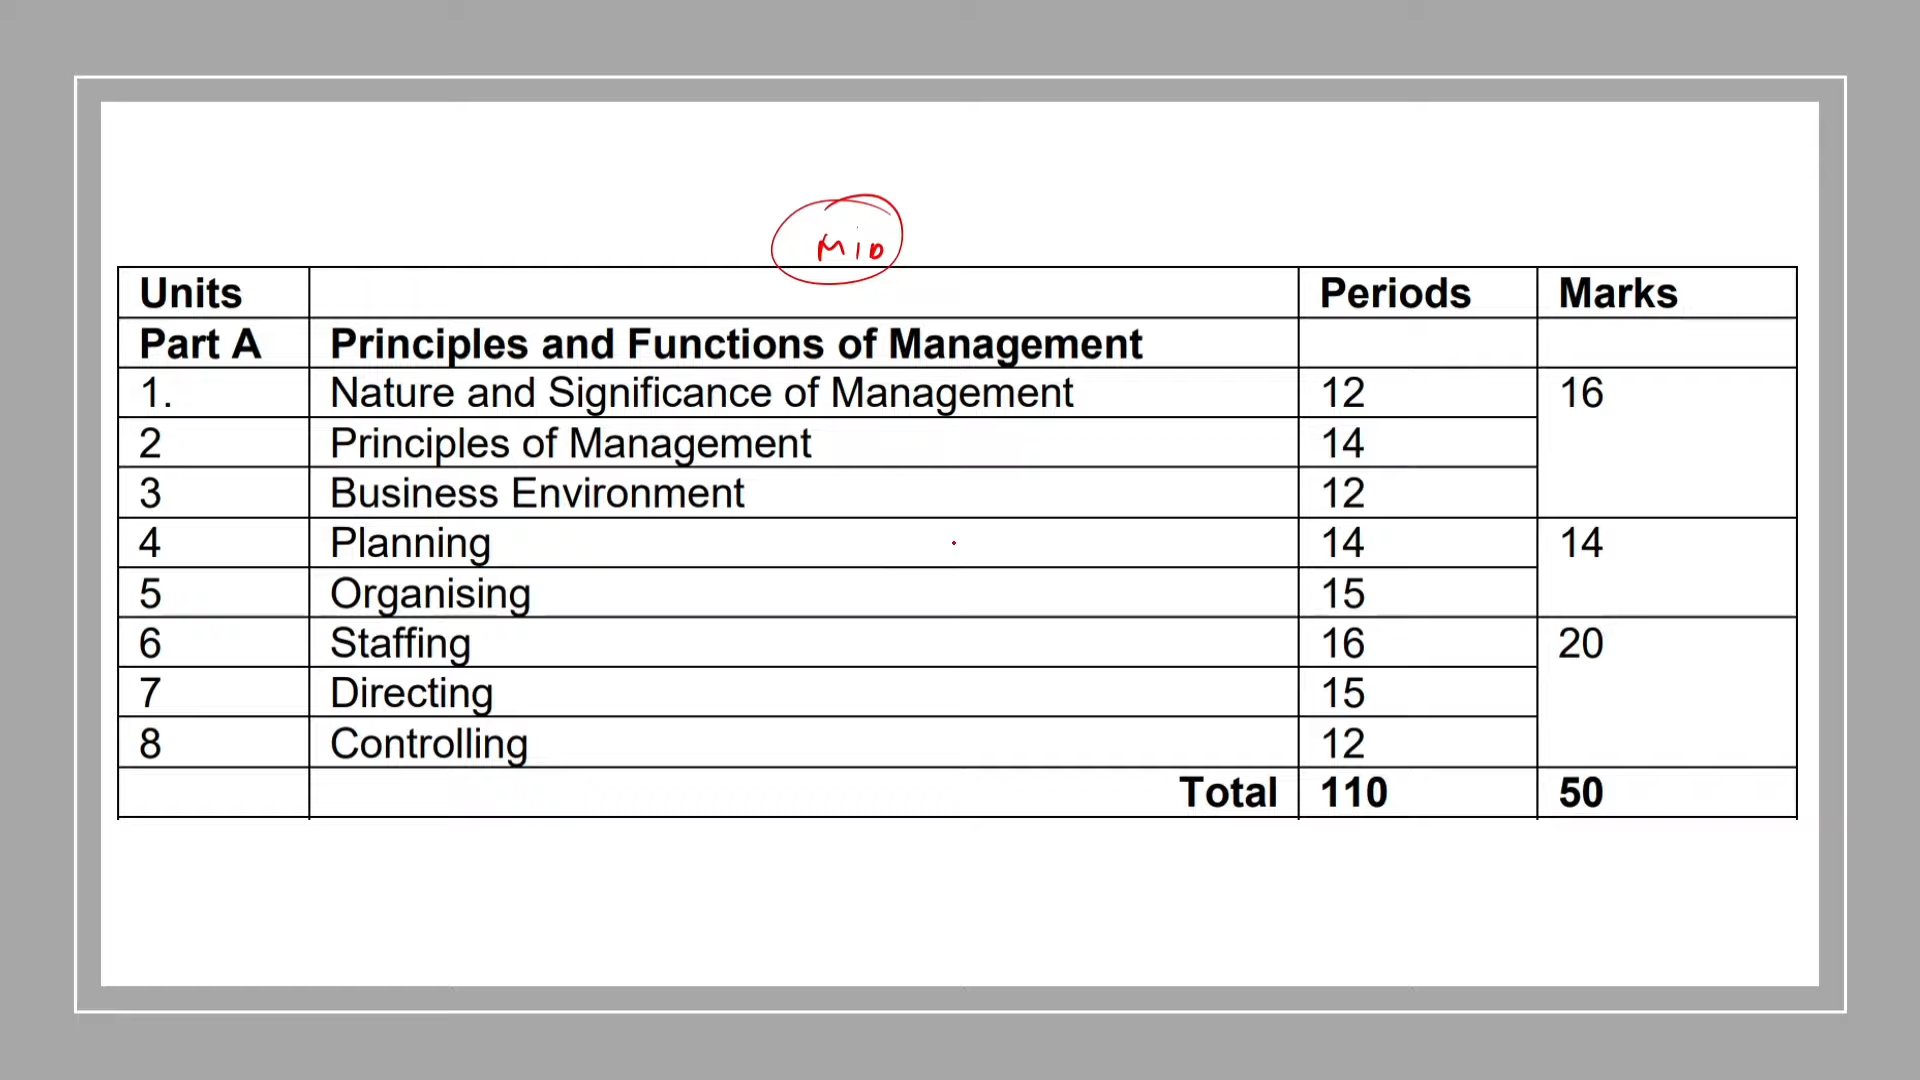 MID
Units Periods Marks
Part A Principles and Functions of Management
1. Nature and Significance of Management 12 16
2 Principles of Management 14
3 Business Environment 12
4 Planning 14 14
5 Organising 15
6 Staffing 16 20
7 Directing 15
8 Controlling 12
Total 110 50